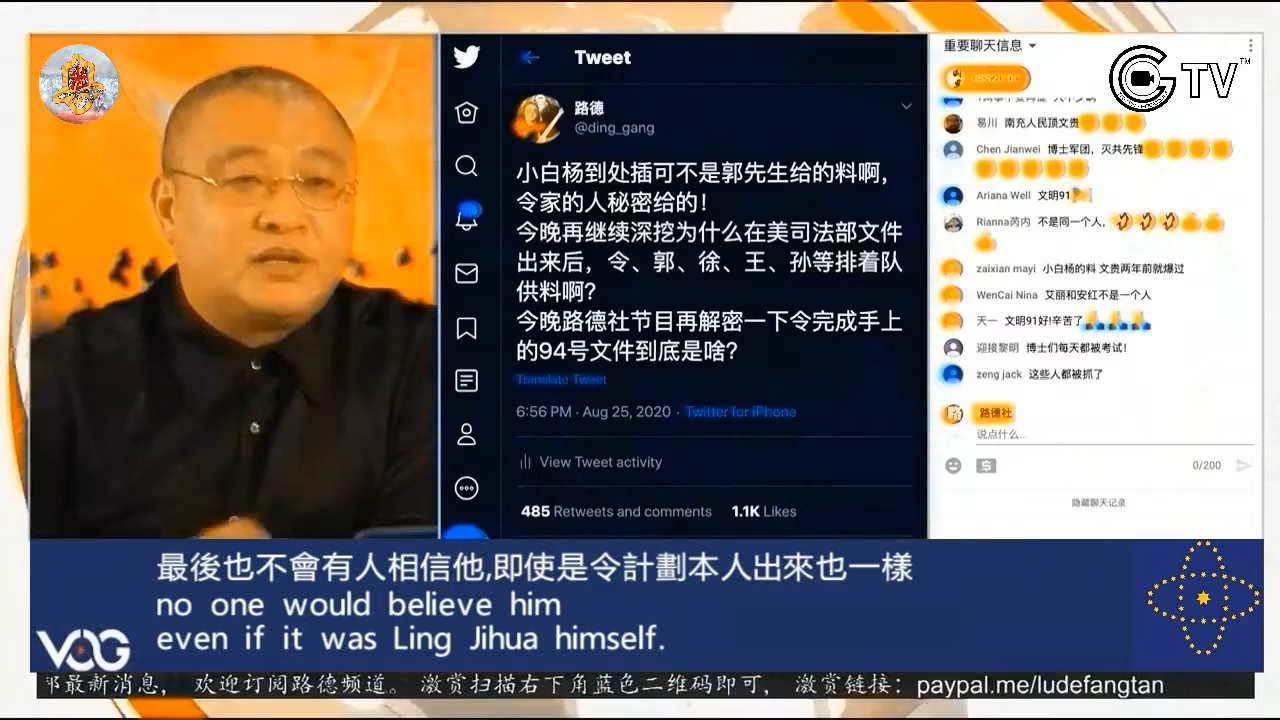 Tweet
路德
@ding_gang
小白杨到处插可不是郭先生给的料啊，
令家的人秘密给的！
今晚再继续深挖为什么在美司法部文件
出来后，令、郭、徐、王、孙等排着队
供料啊？
今晚路德社节目再解密一下令完成手上
的94号文件到底是啥？
Translate Tweet
6:56 PM · Aug 25, 2020 · Twitter for iPhone
View Tweet activity
485 Retweets and comments 1.1K Likes
重要聊天信息
GTV™
易川 南充人民顶文贵
Chen Jianwei 博士军团，灭共先锋
Ariana Well 文明91
Rianna芮内 不是同一个人，
zaixian mayi 小白杨的料 文贵两年前就爆过
WenCai Nina 艾丽和安红不是一个人
天一 文明91好!辛苦了
迎接黎明 博士们每天都被考试！
zeng jack 这些人都被抓了
路德社
说点什么...
0/200
隐藏聊天记录
最後也不會有人相信他,即使是令計劃本人出來也一樣
no one would believe him
even if it was Ling Jihua himself.
VOG
最新消息， 欢迎订阅路德频道。 激赏扫描右下角蓝色二维码即可， 激赏链接：paypal.me/ludefangtan